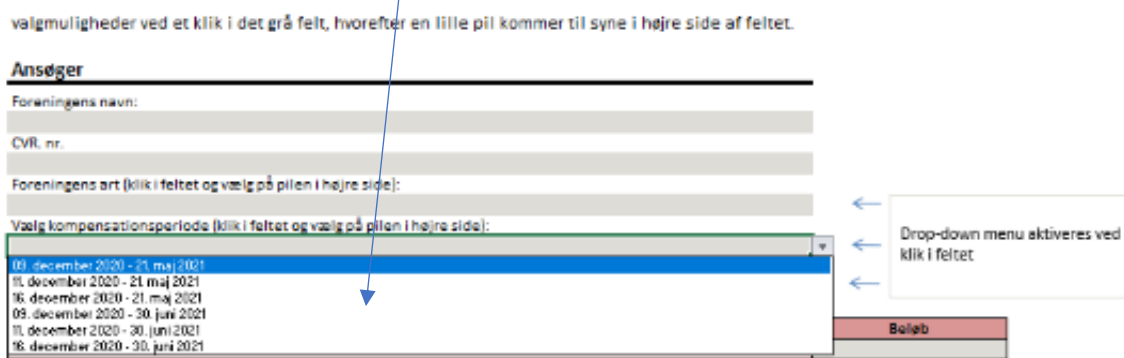 valgmuligheder ved et klik i det grå felt, hvorefter en lille pil kommer til syne i højre side af feltet.
Ansøger
Foreningens navn:
CVR. nr.
Foreningens art (klik i feltet og vælg på pilen i højre side):
Vælg kompensationsperiode (klik i feltet og vælg på pilen i højre side):
Drop-down menu aktiveres ved
klik i feltet
09. december 2020 - 21. maj 2021
11. december 2020 - 21. maj 2021
16. december 2020 - 21. maj 2021
09. december 2020 - 30. juni 2021
11. december 2020 - 30. juni 2021
16. december 2020 - 30. juni 2021
Beløb